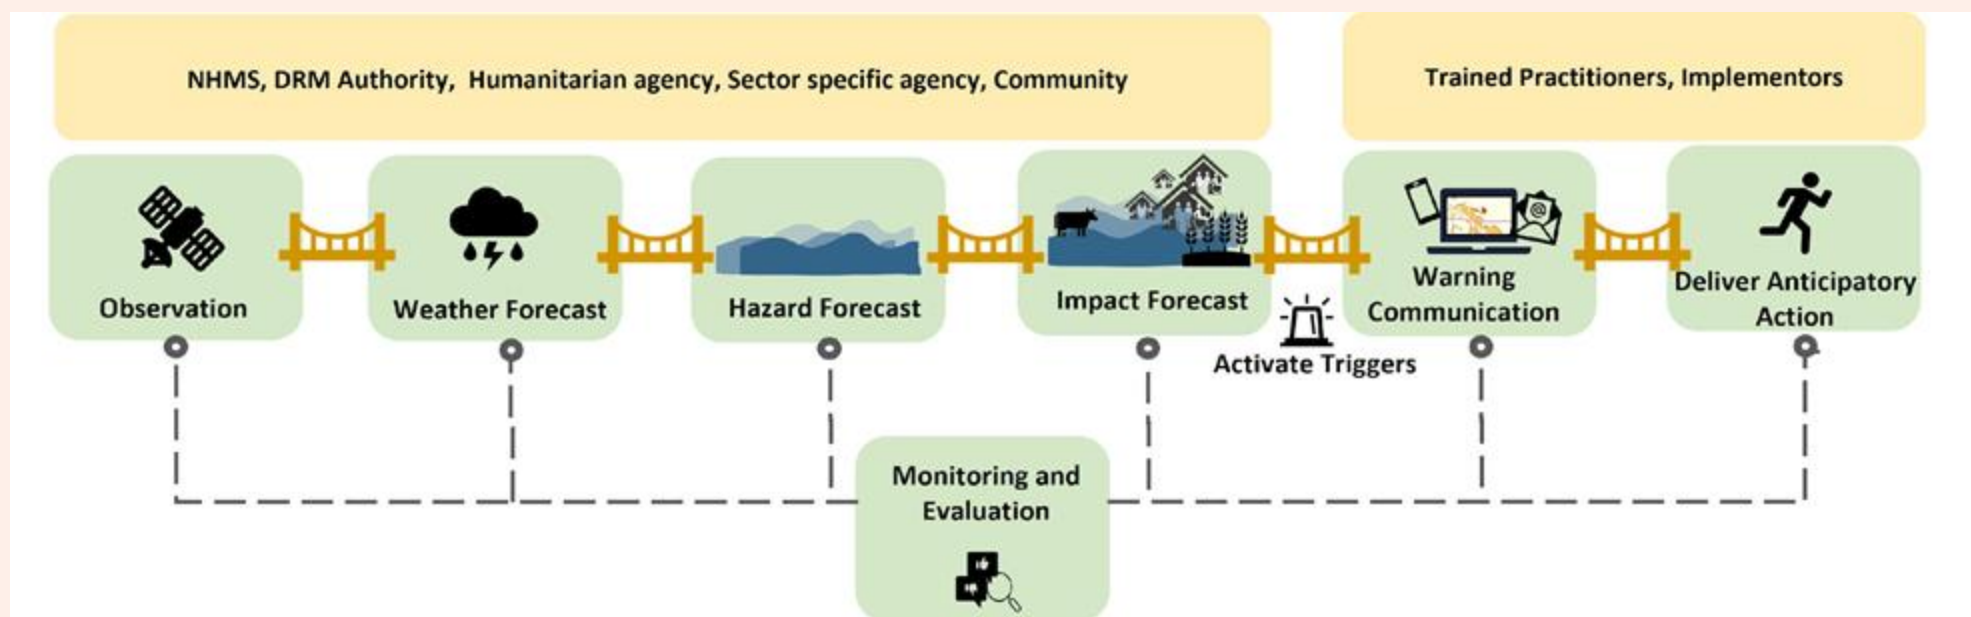 NHMS, DRM Authority, Humanitarian agency, Sector specific agency, Community
Trained Practitioners, Implementors
Observation
Weather Forecast
Hazard Forecast
Impact Forecast
Warning
Communication
Deliver Anticipatory
Action
Activate Triggers
Monitoring and
Evaluation
@